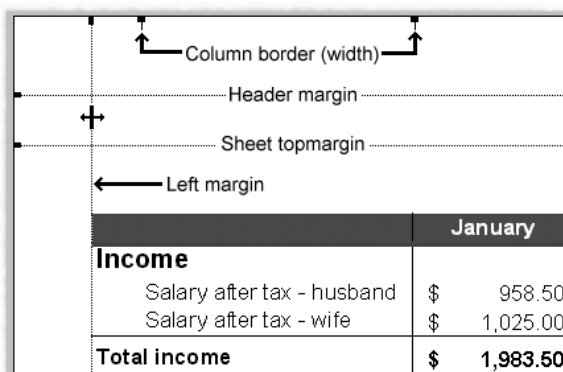 Column border (width)
Header margin
Sheet topmargin
Left margin
January
Income
Salary after tax - husband $ 958.50
Salary after tax - wife $ 1,025.00
Total income $ 1,983.50